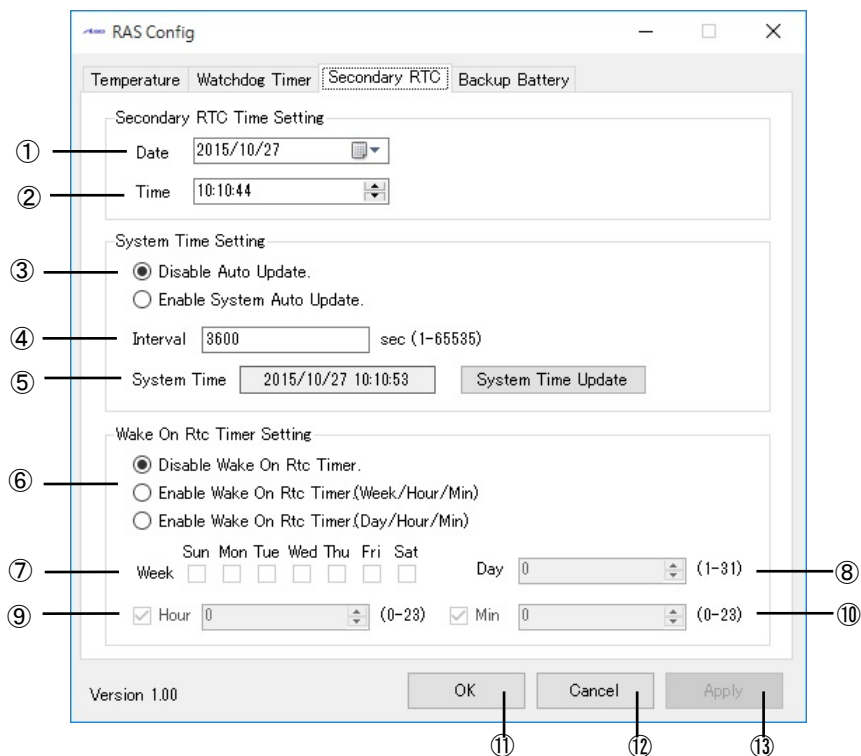 RAS Config
Temperature Watchdog Timer Secondary RTC Backup Battery
Secondary RTC Time Setting
① Date 2015/10/27
② Time 10:10:44
System Time Setting
③ Disable Auto Update.
Enable System Auto Update.
④ Interval 3600 sec (1-65535)
⑤ System Time 2015/10/27 10:10:53 System Time Update
Wake On Rtc Timer Setting
Disable Wake On Rtc Timer.
⑥ Enable Wake On Rtc Timer.(Week/Hour/Min)
Enable Wake On Rtc Timer.(Day/Hour/Min)
Sun Mon Tue Wed Thu Fri Sat
⑦ Week Day 0 (1-31) ⑧
⑨ Hour 0 (0-23) Min 0 (0-23) ⑩
Version 1.00 OK Cancel Apply
⑪ ⑫ ⑬